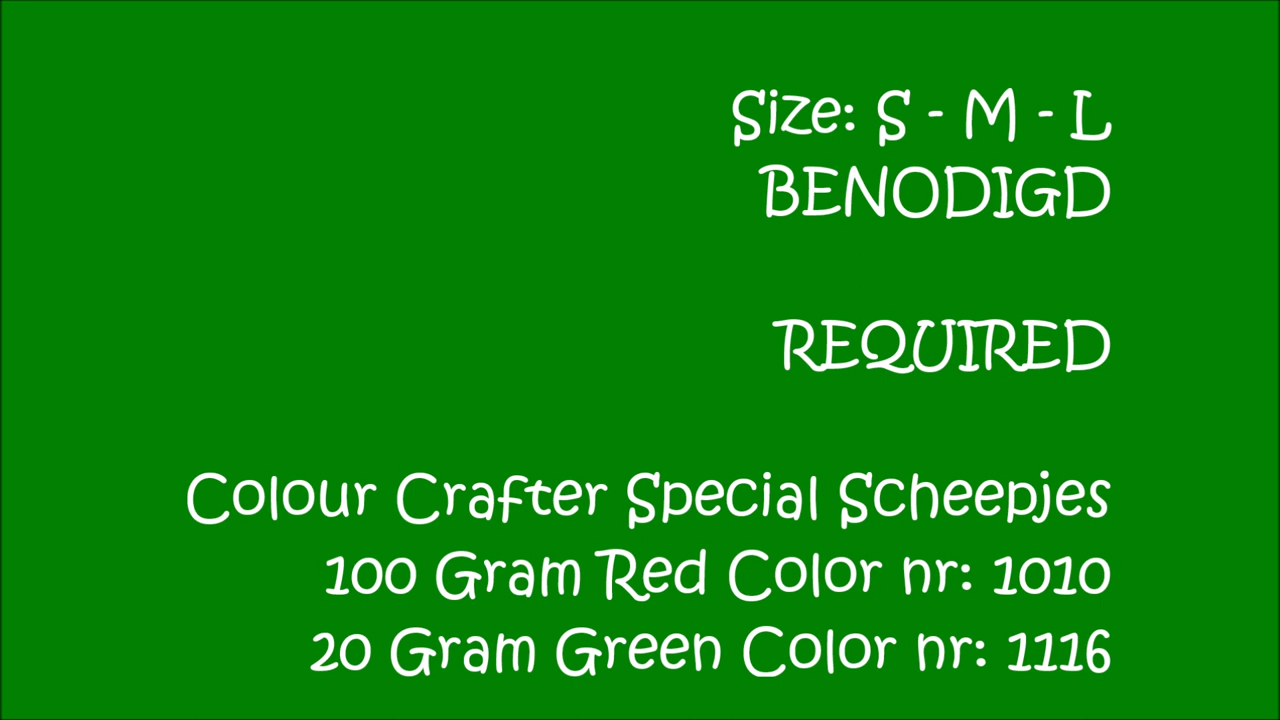 Size: S - M - L
BENODIGD
REQUIRED
Colour Crafter Special Scheepjes
100 Gram Red Color nr: 1010
20 Gram Green Color nr: 1116